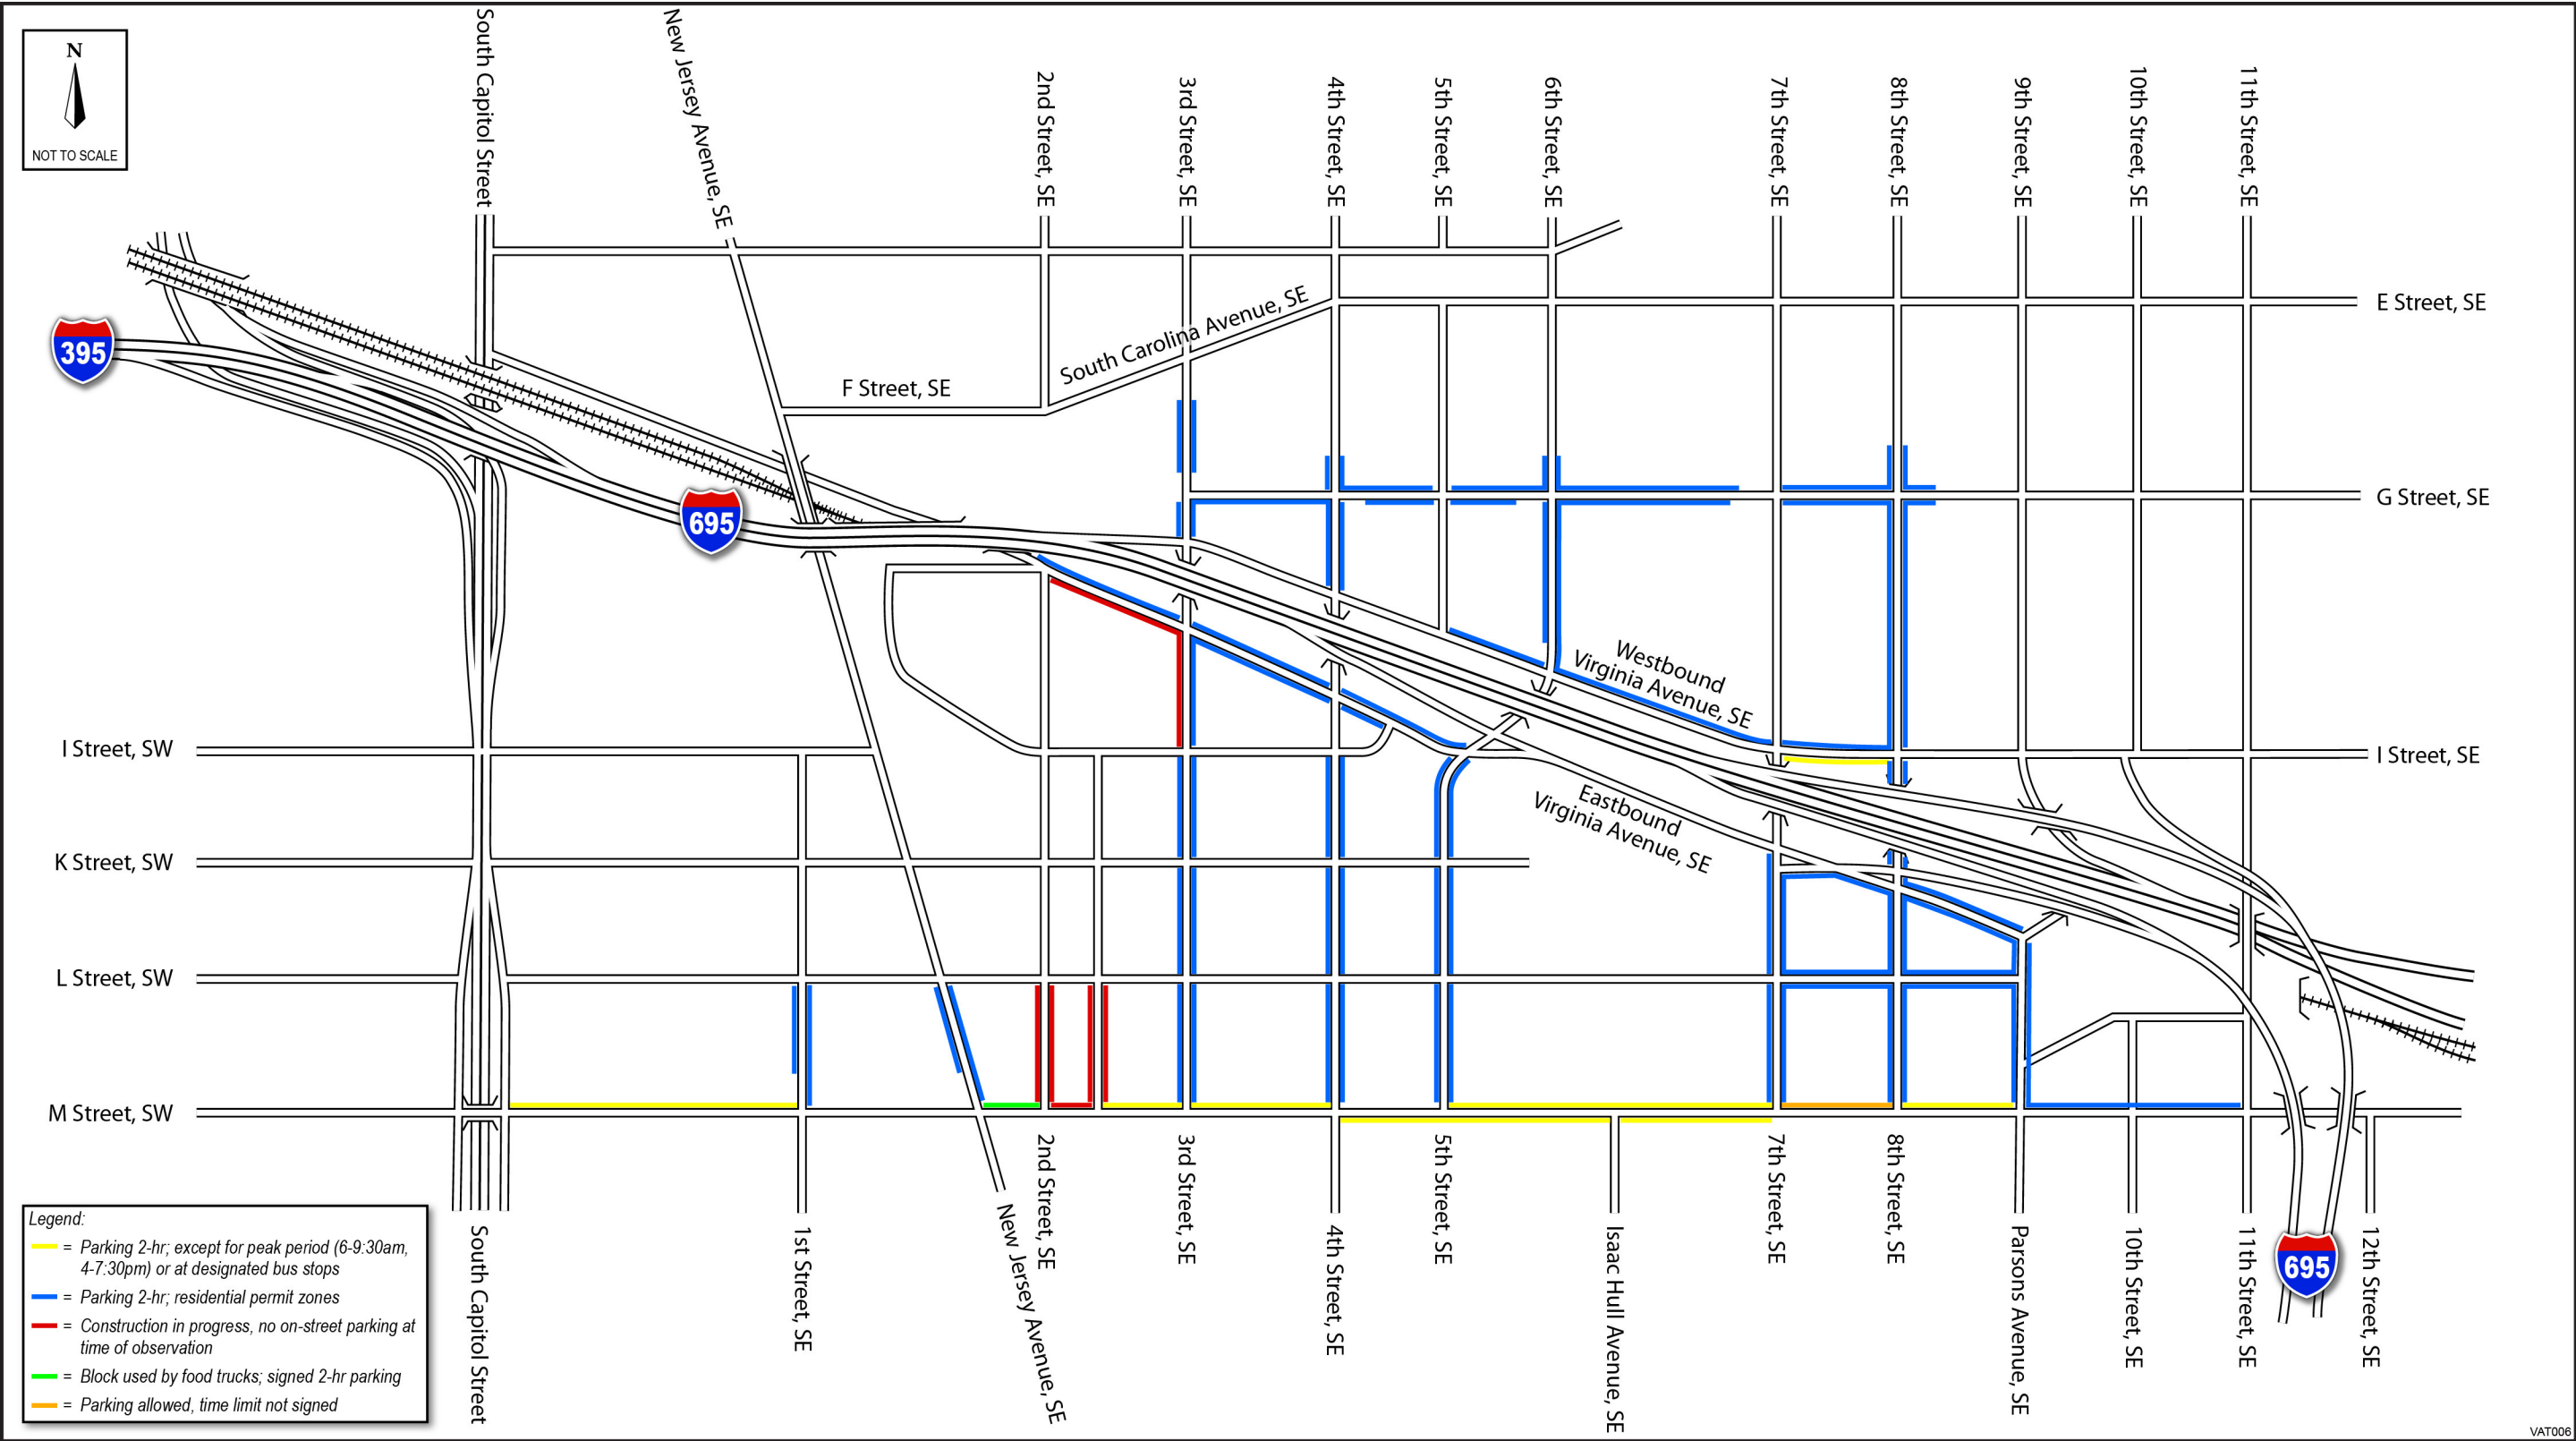 N
NOT TO SCALE
South Capitol Street
New Jersey Avenue, SE
2nd Street, SE
3rd Street, SE
4th Street, SE
5th Street, SE
6th Street, SE
7th Street, SE
8th Street, SE
9th Street, SE
10th Street, SE
11th Street, SE
E Street, SE
South Carolina Avenue, SE
395
F Street, SE
G Street, SE
695
Westbound
Virginia Avenue, SE
I Street, SW
I Street, SE
Eastbound
Virginia Avenue, SE
K Street, SW
L Street, SW
M Street, SW
South Capitol Street
1st Street, SE
New Jersey Avenue, SE
2nd Street, SE
3rd Street, SE
4th Street, SE
5th Street, SE
Isaac Hull Avenue, SE
7th Street, SE
8th Street, SE
Parsons Avenue, SE
10th Street, SE
11th Street, SE
695
12th Street, SE
Legend:
= Parking 2-hr; except for peak period (6-9:30am,
4-7:30pm) or at designated bus stops
= Parking 2-hr; residential permit zones
= Construction in progress, no on-street parking at
time of observation
= Block used by food trucks; signed 2-hr parking
= Parking allowed, time limit not signed
VAT006